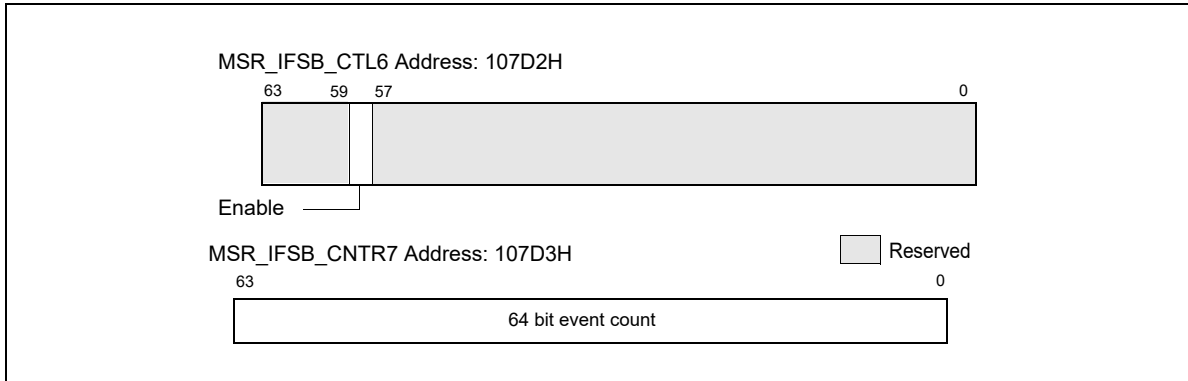 MSR_IFSB_CTL6 Address: 107D2H
63 59 57 0
Enable
MSR_IFSB_CNTR7 Address: 107D3H
Reserved
63 0
64 bit event count